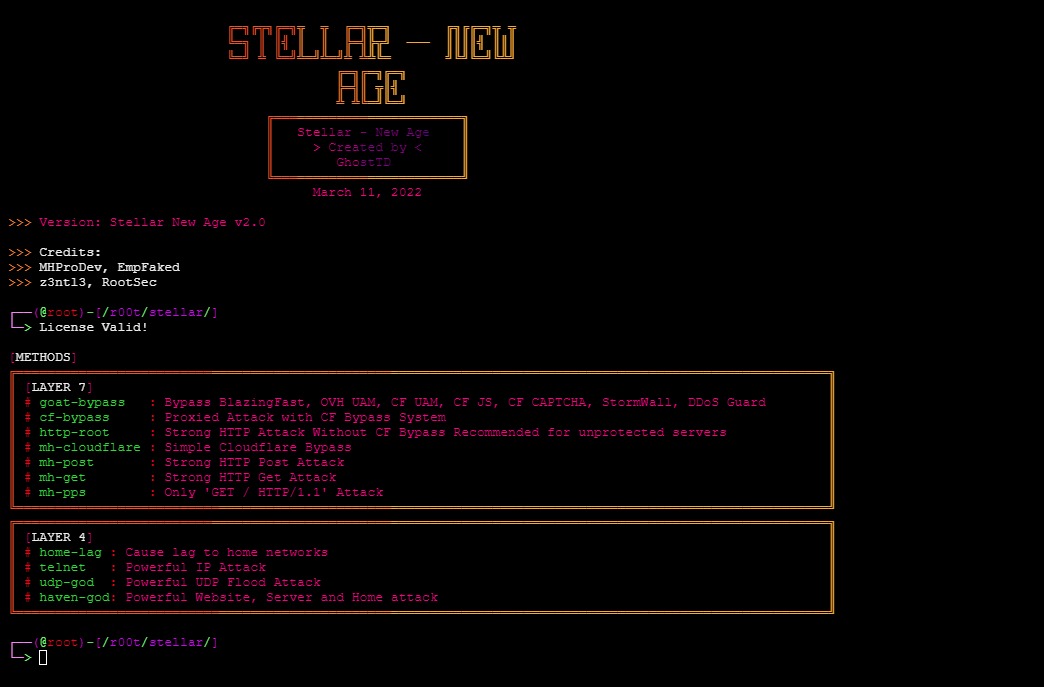 STELLAR — NEW
AGE
Stellar - New Age
> Created by <
GhostTD
March 11, 2022
>>> Version: Stellar New Age v2.0
>>> Credits:
>>> MHProDev, EmpFaked
>>> z3ntl3, RootSec
┌──(@root)-[/r00t/stellar/]
└─> License Valid!
[METHODS]
[LAYER 7]
# goat-bypass : Bypass BlazingFast, OVH UAM, CF UAM, CF JS, CF CAPTCHA, StormWall, DDoS Guard
# cf-bypass : Proxied Attack with CF Bypass System
# http-root : Strong HTTP Attack Without CF Bypass Recommended for unprotected servers
# mh-cloudflare : Simple Cloudflare Bypass
# mh-post : Strong HTTP Post Attack
# mh-get : Strong HTTP Get Attack
# mh-pps : Only 'GET / HTTP/1.1' Attack
[LAYER 4]
# home-lag : Cause lag to home networks
# telnet : Powerful IP Attack
# udp-god : Powerful UDP Flood Attack
# haven-god: Powerful Website, Server and Home attack
┌──(@root)-[/r00t/stellar/]
└─>